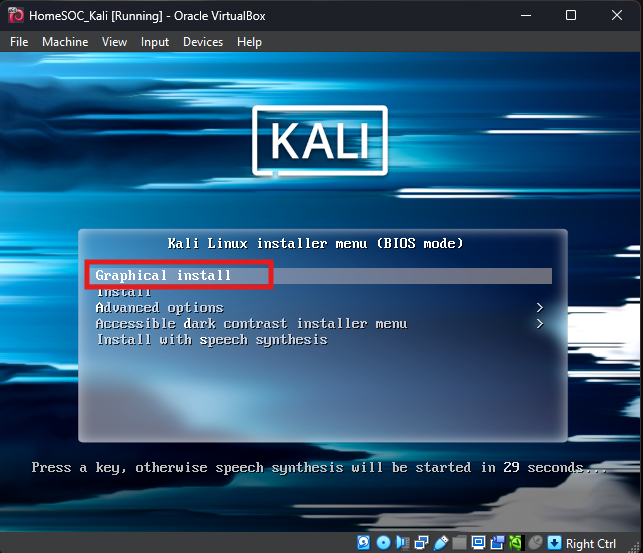 HomeSOC_Kali [Running] - Oracle VirtualBox
File Machine View Input Devices Help
KALI
Kali Linux installer menu (BIOS mode)
Graphical install
Install
Advanced options
Accessible dark contrast installer menu
Install with speech synthesis
Press a key, otherwise speech synthesis will be started in 29 seconds...
Right Ctrl